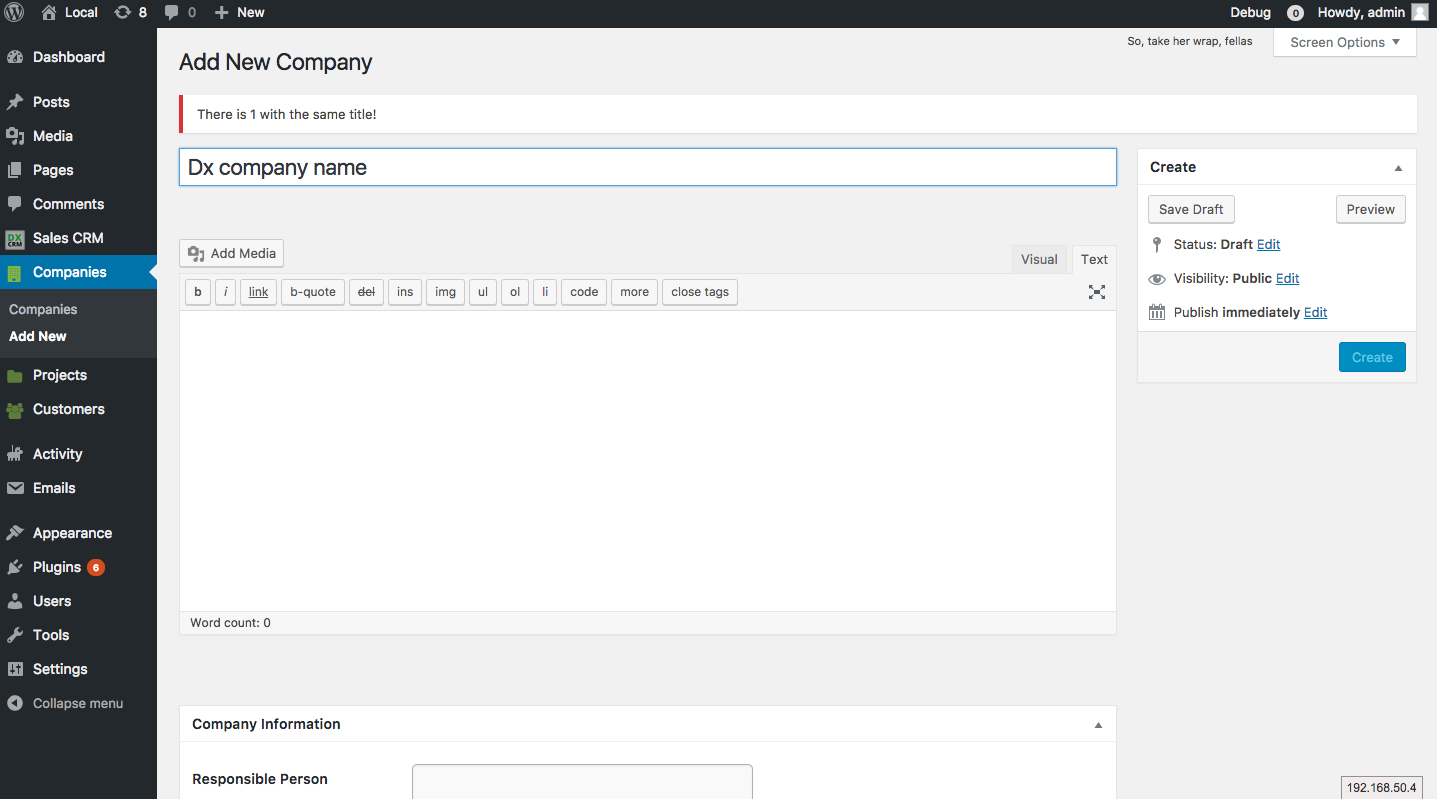 Local 8 0 New Debug 0 Howdy, admin
So, take her wrap, fellas Screen Options
Dashboard
Posts
Media
Pages
Comments
DX CRM Sales CRM
Companies
Companies
Add New
Projects
Customers
Activity
Emails
Appearance
Plugins 6
Users
Tools
Settings
Collapse menu
Add New Company
There is 1 with the same title!
Dx company name
Add Media Visual Text
b i link b-quote del ins img ul ol li code more close tags
Word count: 0
Create
Save Draft Preview
Status: Draft Edit
Visibility: Public Edit
Publish immediately Edit
Create
Company Information
Responsible Person
192.168.50.4